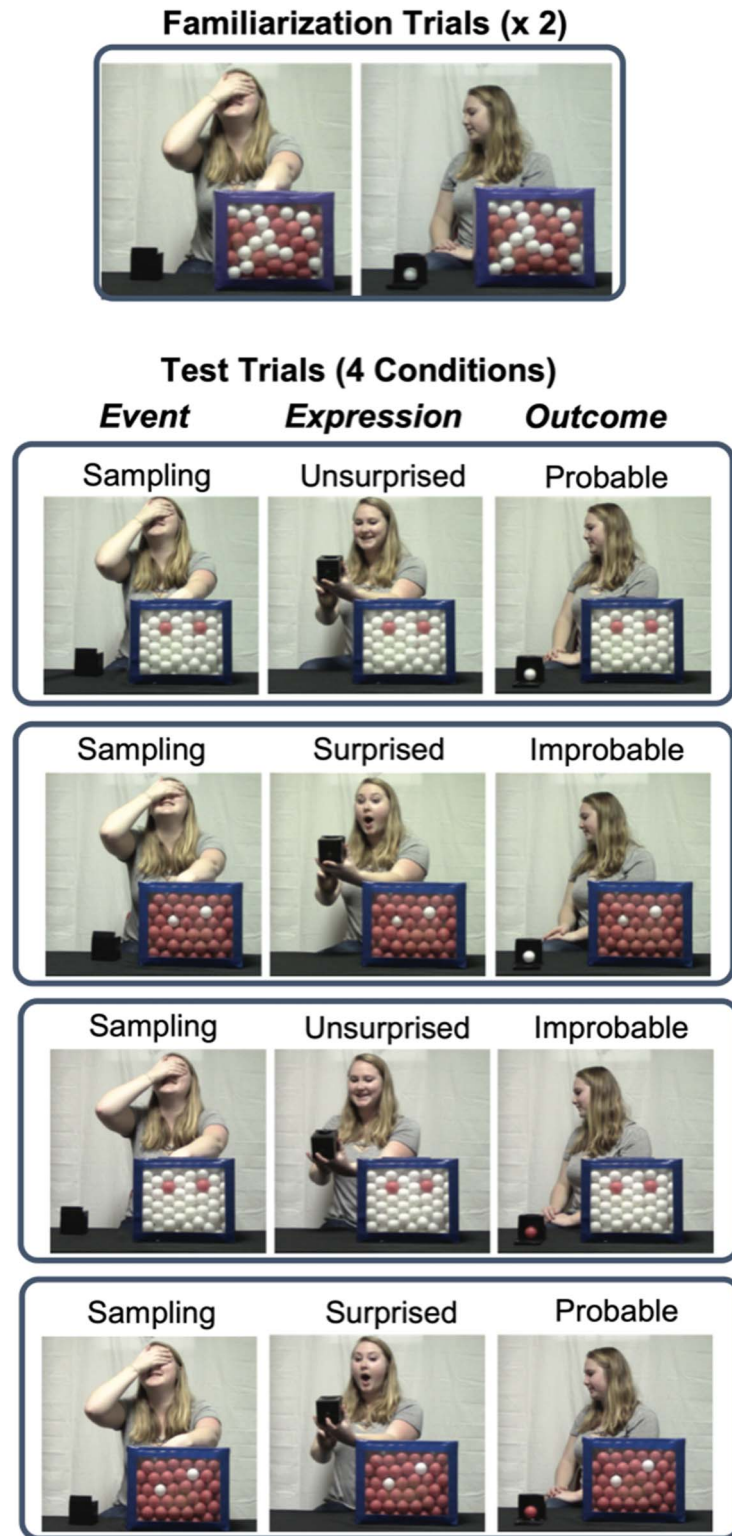 Familiarization Trials (x 2)
Test Trials (4 Conditions)
Event Expression Outcome
Sampling Unsurprised Probable
Sampling Surprised Improbable
Sampling Unsurprised Improbable
Sampling Surprised Probable